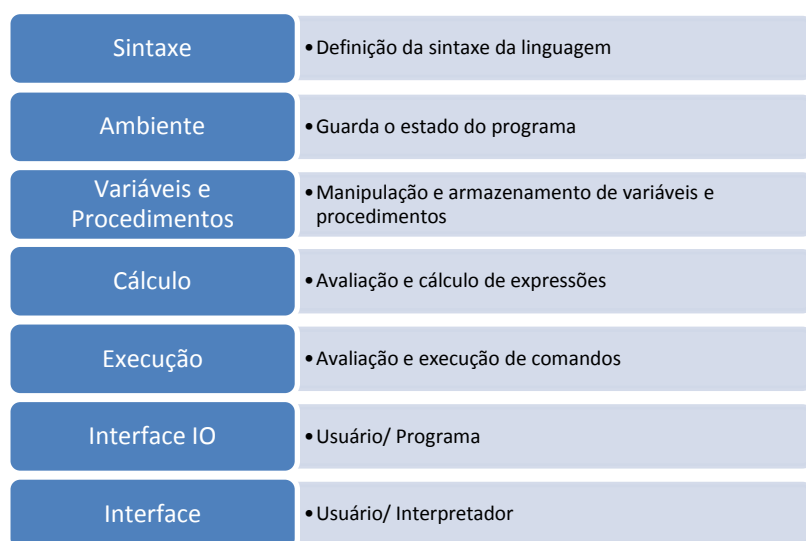 Sintaxe
•Definição da sintaxe da linguagem
Ambiente
•Guarda o estado do programa
Variáveis e
Procedimentos
•Manipulação e armazenamento de variáveis e
procedimentos
Cálculo
•Avaliação e cálculo de expressões
Execução
•Avaliação e execução de comandos
Interface IO
•Usuário/ Programa
Interface
•Usuário/ Interpretador